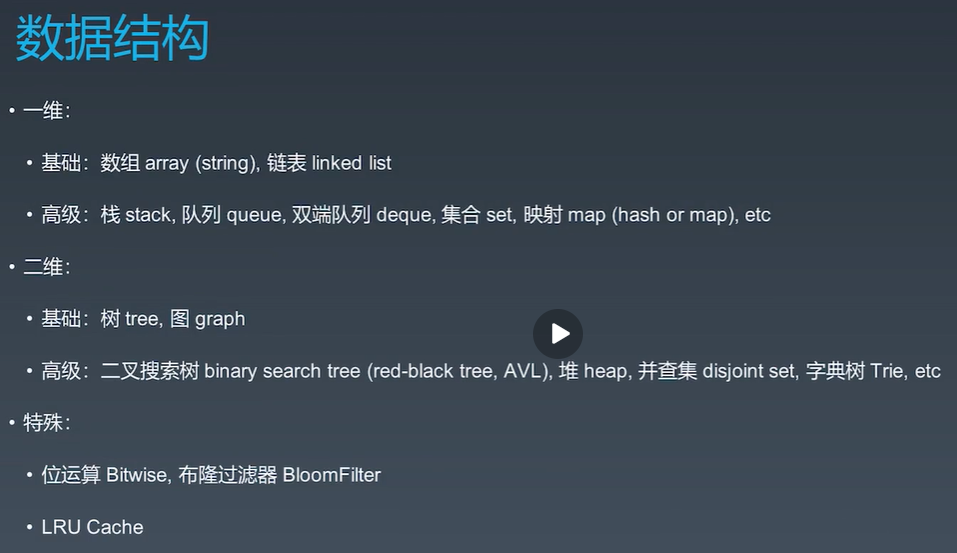 数据结构
• 一维：
• 基础：数组 array (string), 链表 linked list
• 高级：栈 stack, 队列 queue, 双端队列 deque, 集合 set, 映射 map (hash or map), etc
• 二维：
• 基础：树 tree, 图 graph
• 高级：二叉搜索树 binary search tree (red-black tree, AVL), 堆 heap, 并查集 disjoint set, 字典树 Trie, etc
• 特殊：
• 位运算 Bitwise, 布隆过滤器 BloomFilter
• LRU Cache